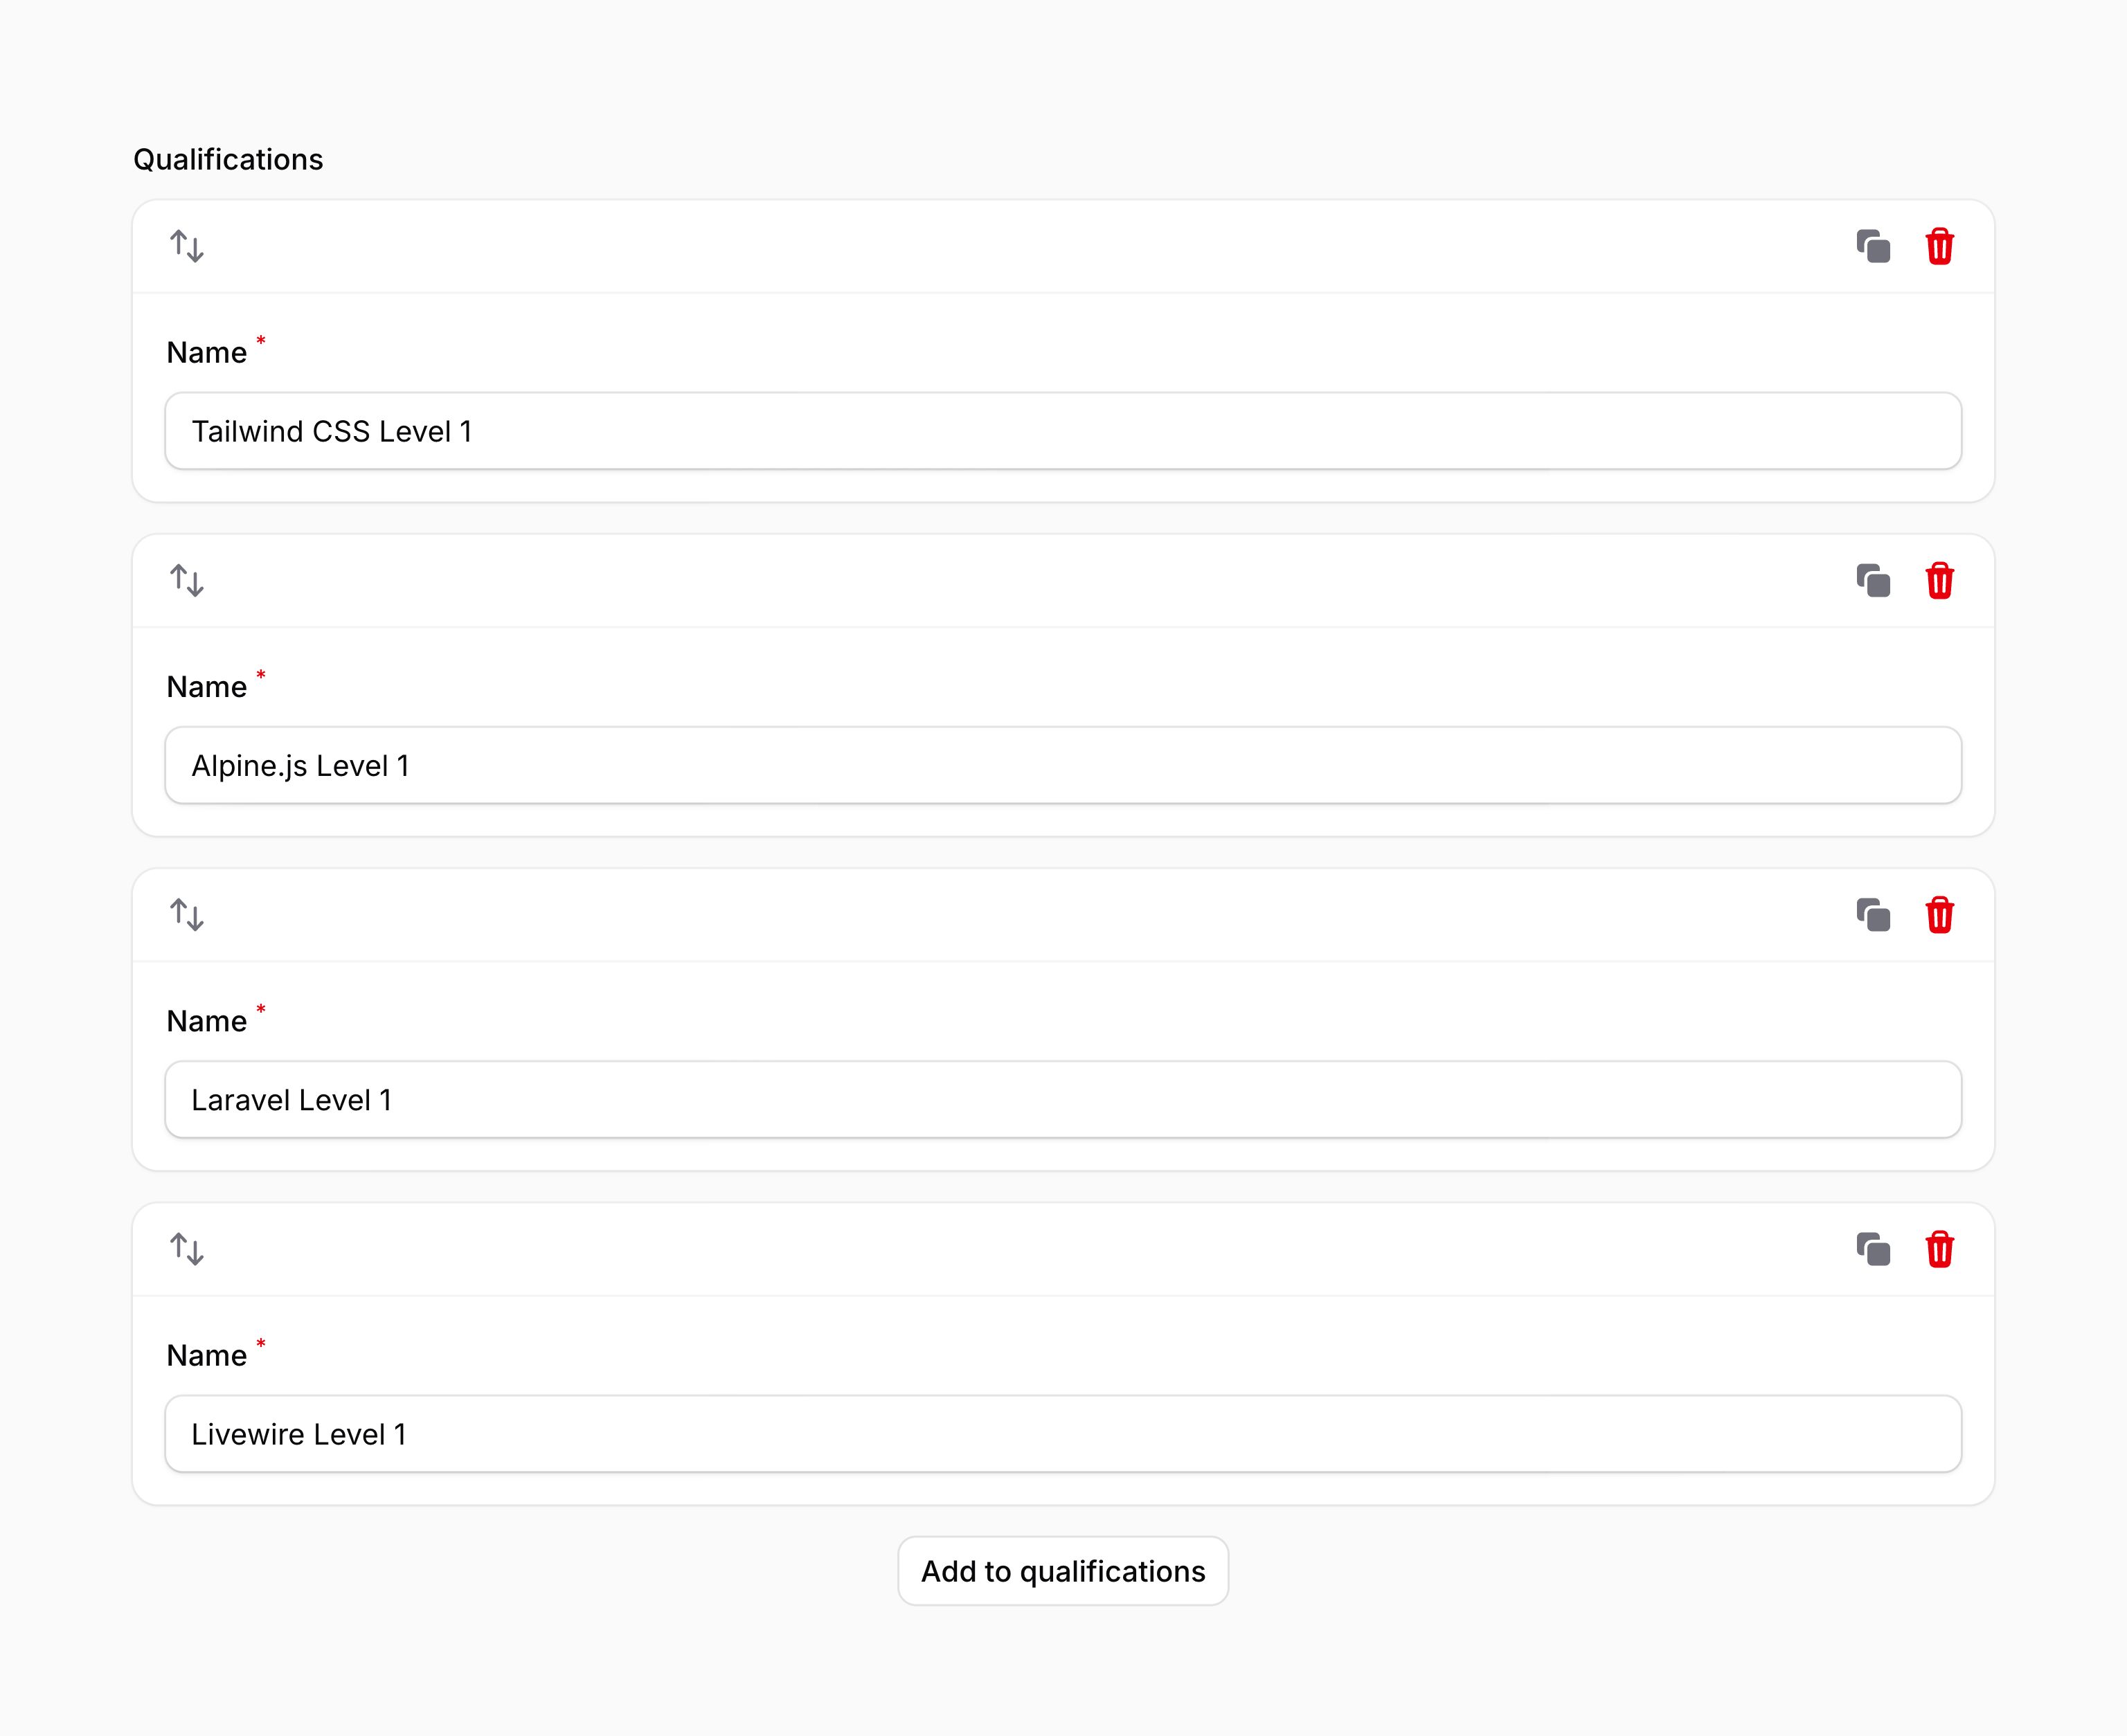 Qualifications
Name *
Tailwind CSS Level 1
Name *
Alpine.js Level 1
Name *
Laravel Level 1
Name *
Livewire Level 1
Add to qualifications